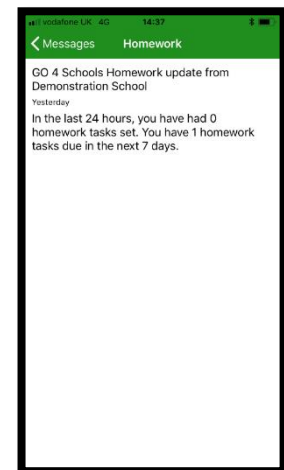 vodafone UK 4G 14:37
Messages Homework
GO 4 Schools Homework update from
Demonstration School
Yesterday
In the last 24 hours, you have had 0
homework tasks set. You have 1 homework
tasks due in the next 7 days.